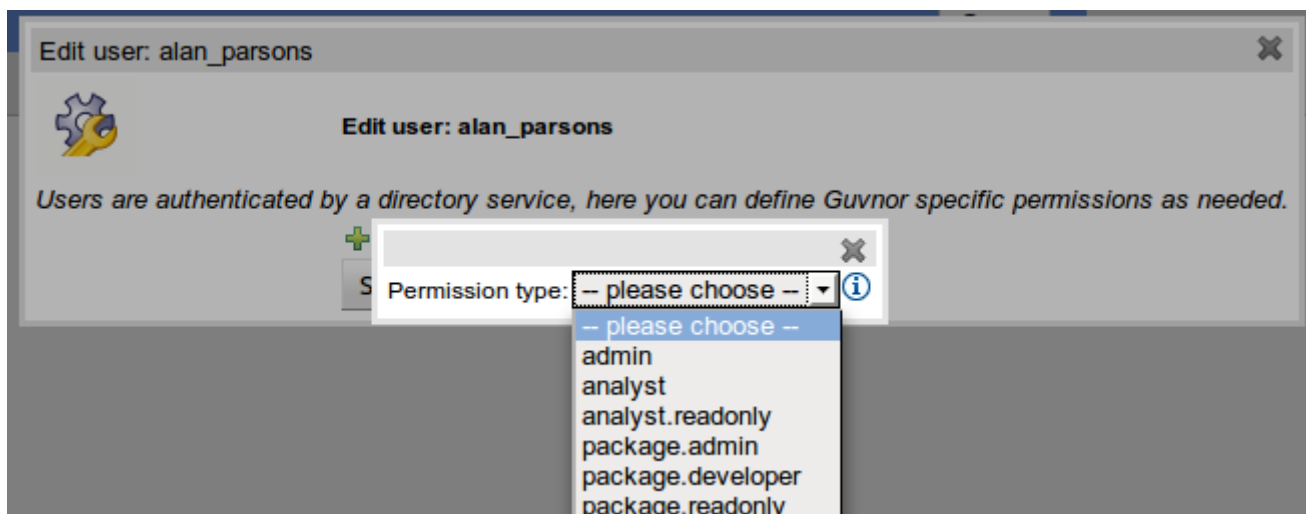 Edit user: alan_parsons
Edit user: alan_parsons
Users are authenticated by a directory service, here you can define Guvnor specific permissions as needed.
S
Permission type: -- please choose --
-- please choose --
admin
analyst
analyst.readonly
package.admin
package.developer
package.readonly